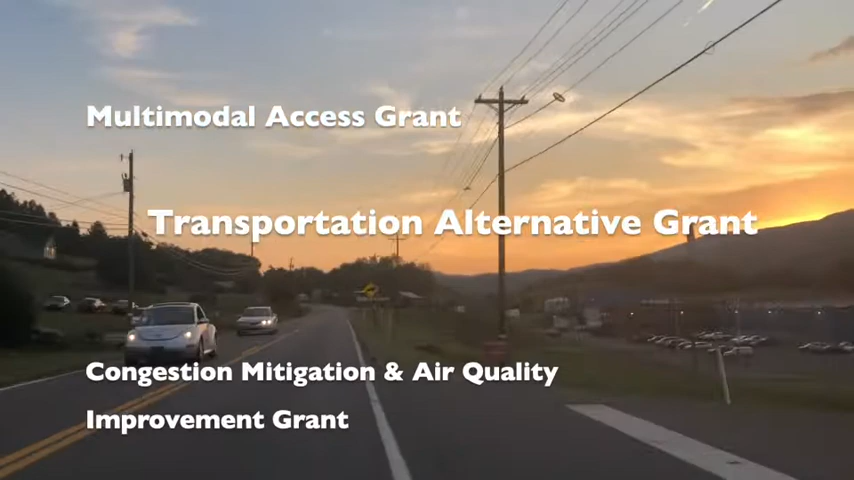 Multimodal Access Grant
Transportation Alternative Grant
Congestion Mitigation & Air Quality
Improvement Grant